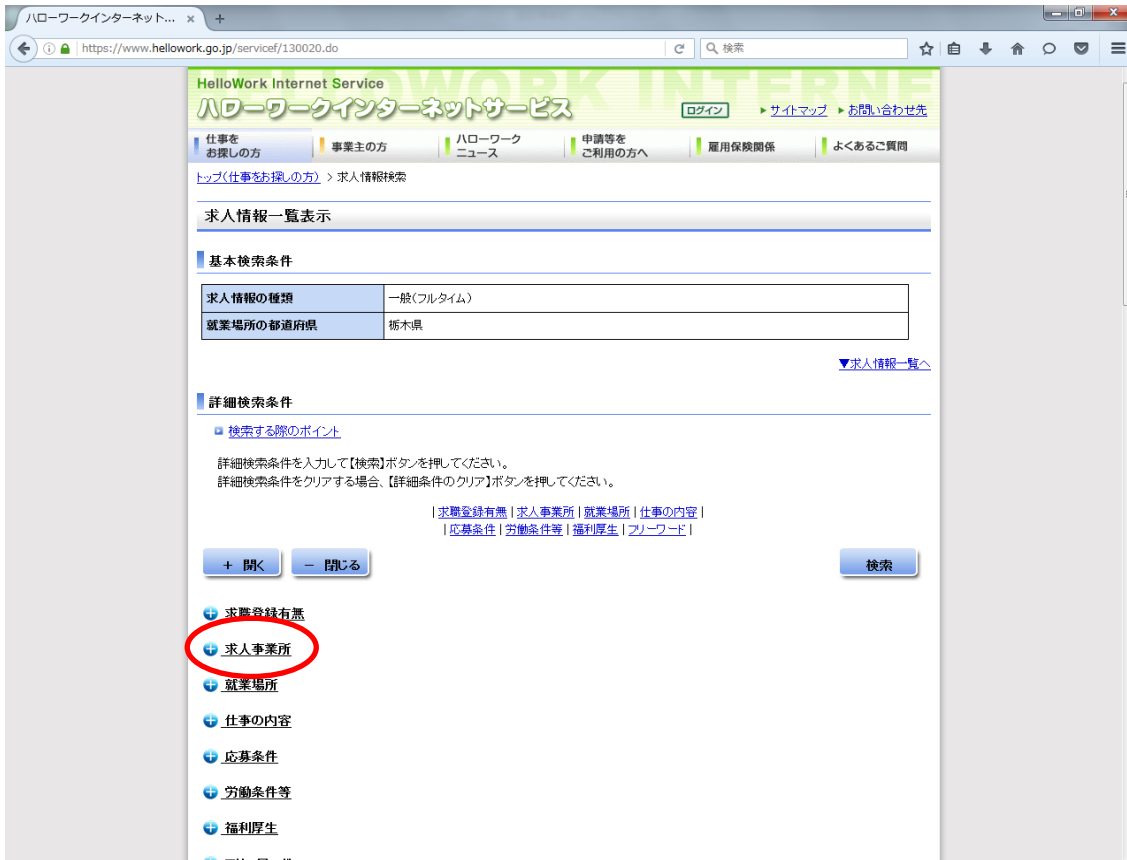 ハローワークインターネット... × +
https://www.hellowork.go.jp/servicef/130020.do
検索
HelloWork Internet Service
ハローワークインターネットサービス
ログイン サイトマップ お問い合わせ先
仕事を
お探しの方
事業主の方
ハローワーク
ニュース
申請等を
ご利用の方へ
雇用保険関係
よくあるご質問
トップ(仕事をお探しの方) > 求人情報検索
求人情報一覧表示
基本検索条件
求人情報の種類 一般(フルタイム)
就業場所の都道府県 栃木県
▼求人情報一覧へ
詳細検索条件
検索する際のポイント
詳細検索条件を入力して【検索】ボタンを押してください。
詳細検索条件をクリアする場合、【詳細条件のクリア】ボタンを押してください。
| 求職登録有無 | 求人事業所 | 就業場所 | 仕事の内容 |
| 応募条件 | 労働条件等 | 福利厚生 | フリーワード |
+ 開く － 閉じる 検索
求職登録有無
求人事業所
就業場所
仕事の内容
応募条件
労働条件等
福利厚生